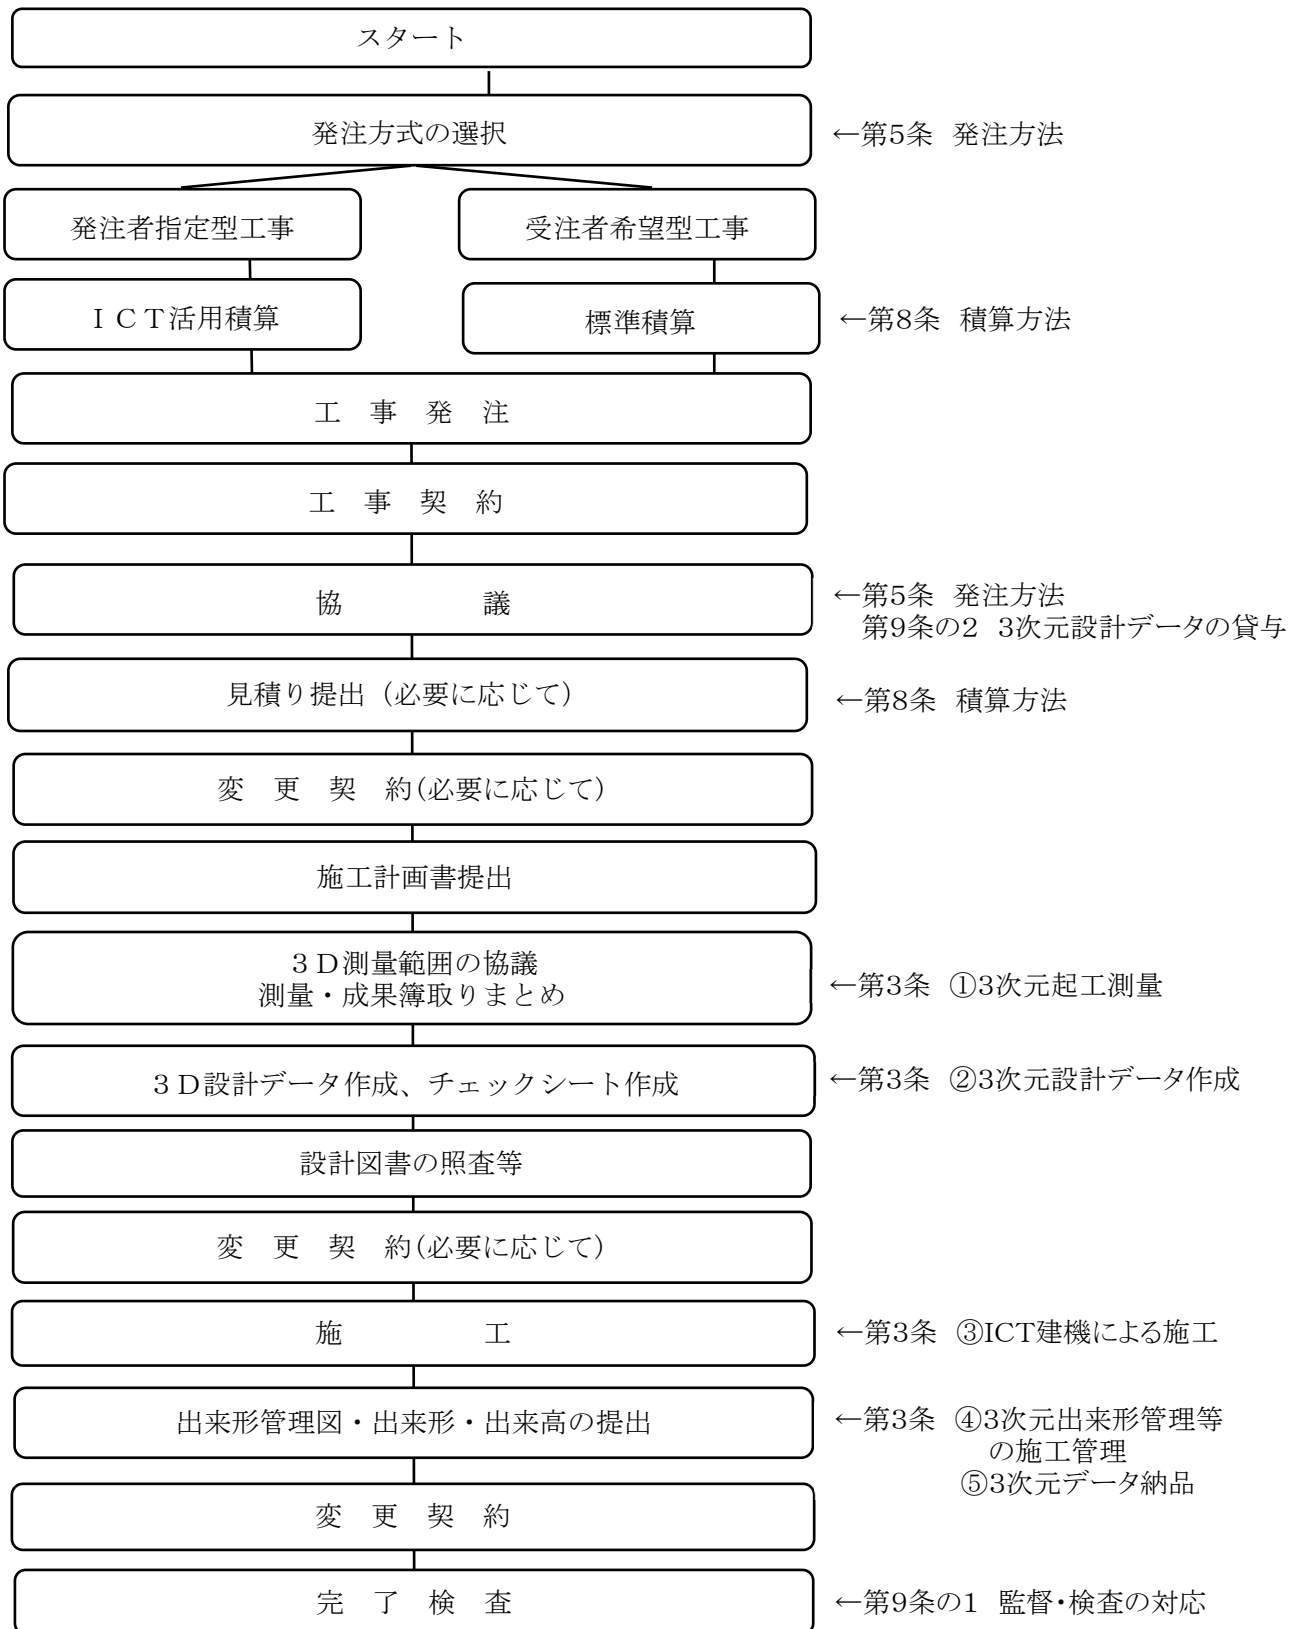 スタート
発注方式の選択
←第5条 発注方法
発注者指定型工事
受注者希望型工事
ＩＣＴ活用積算
標準積算
←第8条 積算方法
工　事　発　注
工　事　契　約
協　　　　　議
←第5条 発注方法
第9条の2 3次元設計データの貸与
見積り提出（必要に応じて）
←第8条 積算方法
変　更　契　約(必要に応じて)
施工計画書提出
３Ｄ測量範囲の協議
測量・成果簿取りまとめ
←第3条 ①3次元起工測量
３Ｄ設計データ作成、チェックシート作成
←第3条 ②3次元設計データ作成
設計図書の照査等
変　更　契　約(必要に応じて)
施　　　　　工
←第3条 ③ICT建機による施工
出来形管理図・出来形・出来高の提出
←第3条 ④3次元出来形管理等
の施工管理
⑤3次元データ納品
変　更　契　約
完　了　検　査
←第9条の1 監督・検査の対応